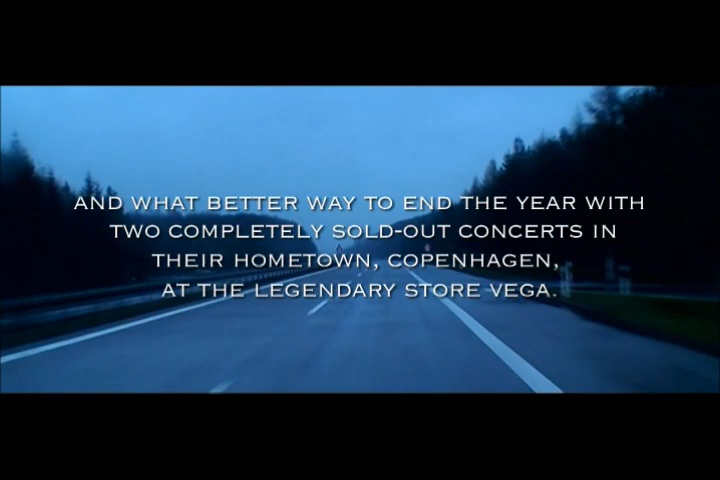 AND WHAT BETTER WAY TO END THE YEAR WITH
TWO COMPLETELY SOLD-OUT CONCERTS IN
THEIR HOMETOWN, COPENHAGEN,
AT THE LEGENDARY STORE VEGA.